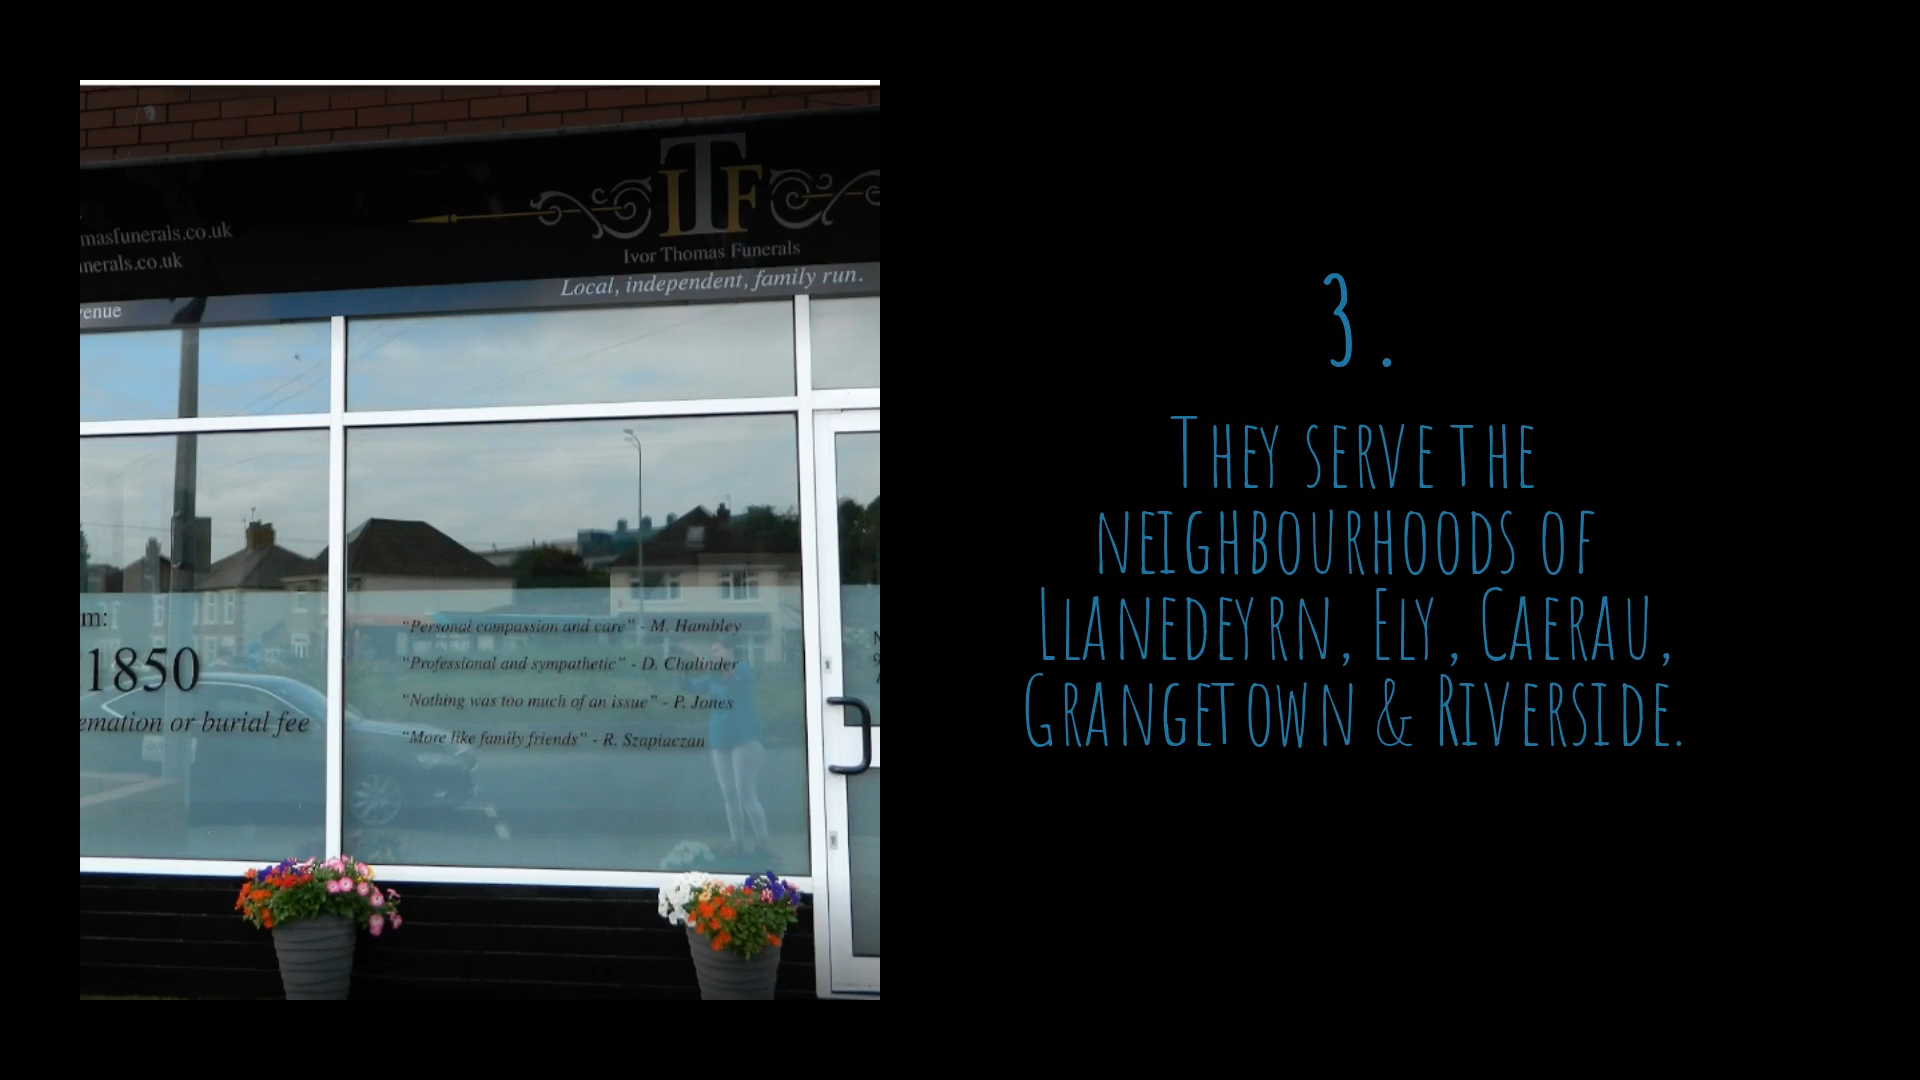 masfunerals.co.uk
nerals.co.uk
ITF
Ivor Thomas Funerals
Local, independent, family run.
venue
m:
1850
emation or burial fee
"Personal compassion and care" - M. Hambley
"Professional and sympathetic" - D. Chalinder
"Nothing was too much of an issue" - P. Jones
"More like family friends" - R. Szapiaczan
3.
They serve the
neighbourhoods of
Llanedeyrn, Ely, Caerau,
Grangetown & Riverside.